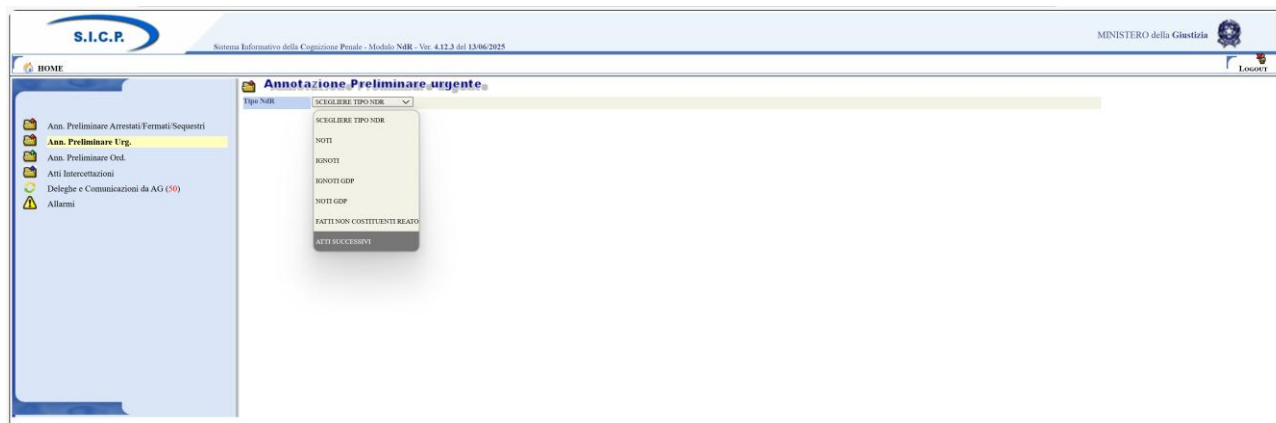 S.I.C.P.
Sistema Informativo della Cognizione Penale - Modulo NdR - Ver. 4.12.3 del 13/06/2025
MINISTERO della Giustizia
HOME
LOGOUT
Annotazione Preliminare urgente
Tipo NdR
SCEGLIERE TIPO NDR
SCEGLIERE TIPO NDR
NOTI
IGNOTI
IGNOTI GDP
NOTI GDP
FATTI NON COSTITUENTI REATO
ATTI SUCCESSIVI
Ann. Preliminare Arrestati/Fermati/Sequestri
Ann. Preliminare Urg.
Ann. Preliminare Ord.
Atti Intercettazioni
Deleghe e Comunicazioni da AG (50)
Allarmi